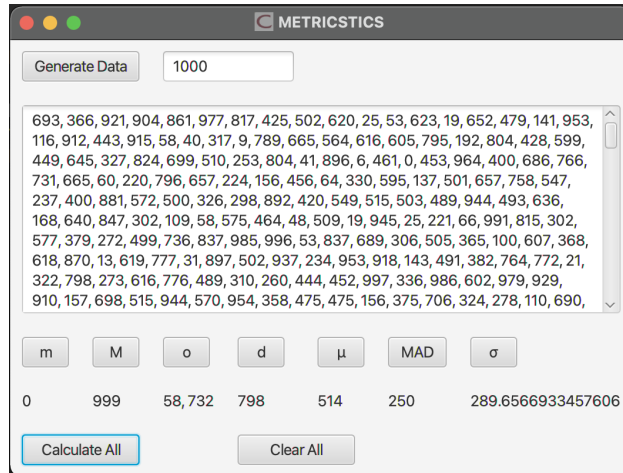 METRICSTICS
Generate Data 1000
693, 366, 921, 904, 861, 977, 817, 425, 502, 620, 25, 53, 623, 19, 652, 479, 141, 953,
116, 912, 443, 915, 58, 40, 317, 9, 789, 665, 564, 616, 605, 795, 192, 804, 428, 599,
449, 645, 327, 824, 699, 510, 253, 804, 41, 896, 6, 461, 0, 453, 964, 400, 686, 766,
731, 665, 60, 220, 796, 657, 224, 156, 456, 64, 330, 595, 137, 501, 657, 758, 547,
237, 400, 881, 572, 500, 326, 298, 892, 420, 549, 515, 503, 489, 944, 493, 636,
168, 640, 847, 302, 109, 58, 575, 464, 48, 509, 19, 945, 25, 221, 66, 991, 815, 302,
577, 379, 272, 499, 736, 837, 985, 996, 53, 837, 689, 306, 505, 365, 100, 607, 368,
618, 870, 13, 619, 777, 31, 897, 502, 937, 234, 953, 918, 143, 491, 382, 764, 772, 21,
322, 798, 273, 616, 776, 489, 310, 260, 444, 452, 997, 336, 986, 602, 979, 929,
910, 157, 698, 515, 944, 570, 954, 358, 475, 475, 156, 375, 706, 324, 278, 110, 690,
m M o d μ MAD σ
0 999 58, 732 798 514 250 289.6566933457606
Calculate All Clear All